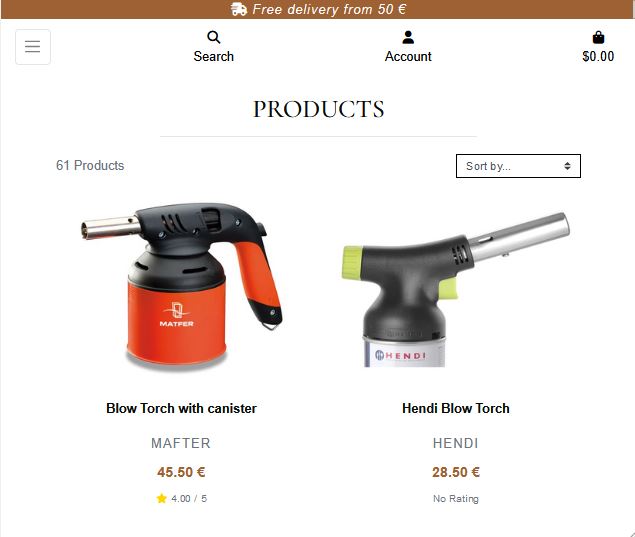 Free delivery from 50 €
Search
Account
$0.00
PRODUCTS
61 Products
Sort by...
MATFER
HENDI
Blow Torch with canister
Hendi Blow Torch
MAFTER
HENDI
45.50 €
28.50 €
4.00 / 5
No Rating